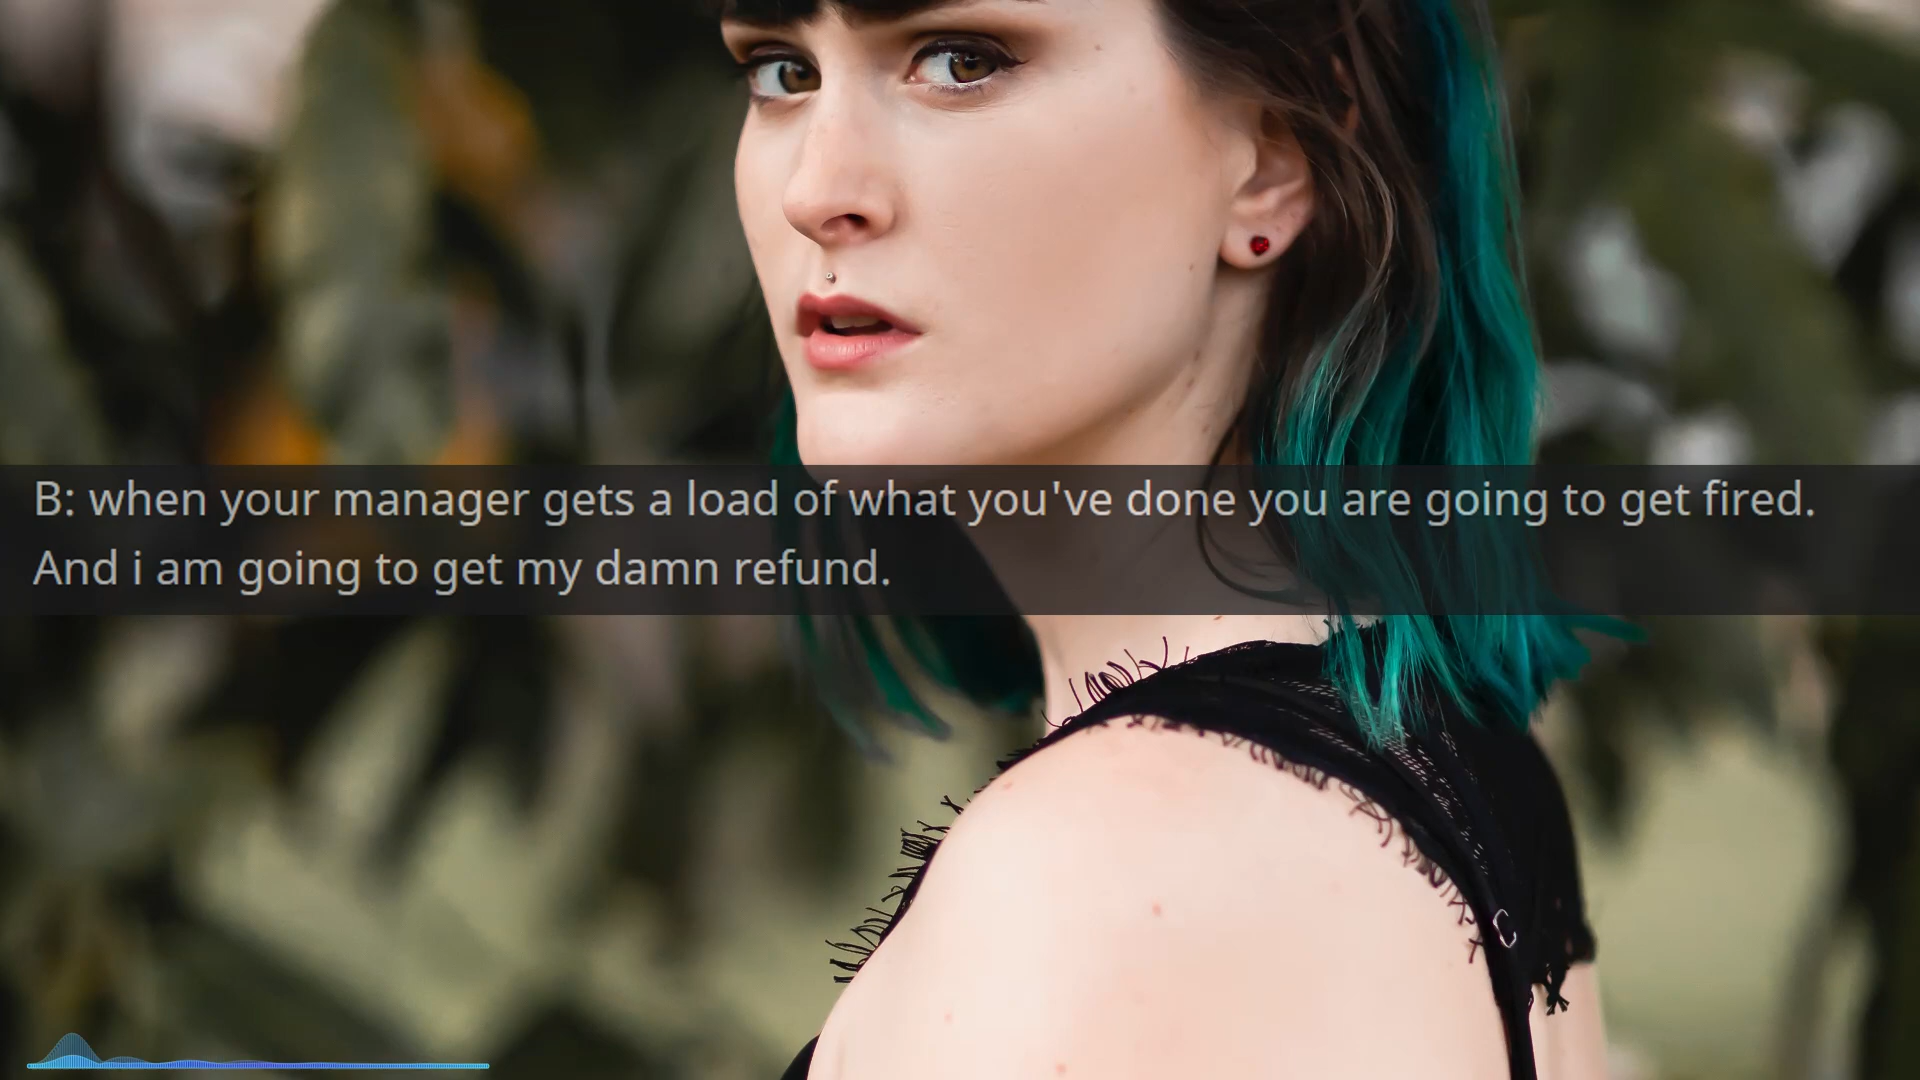 B: when your manager gets a load of what you've done you are going to get fired.
And i am going to get my damn refund.